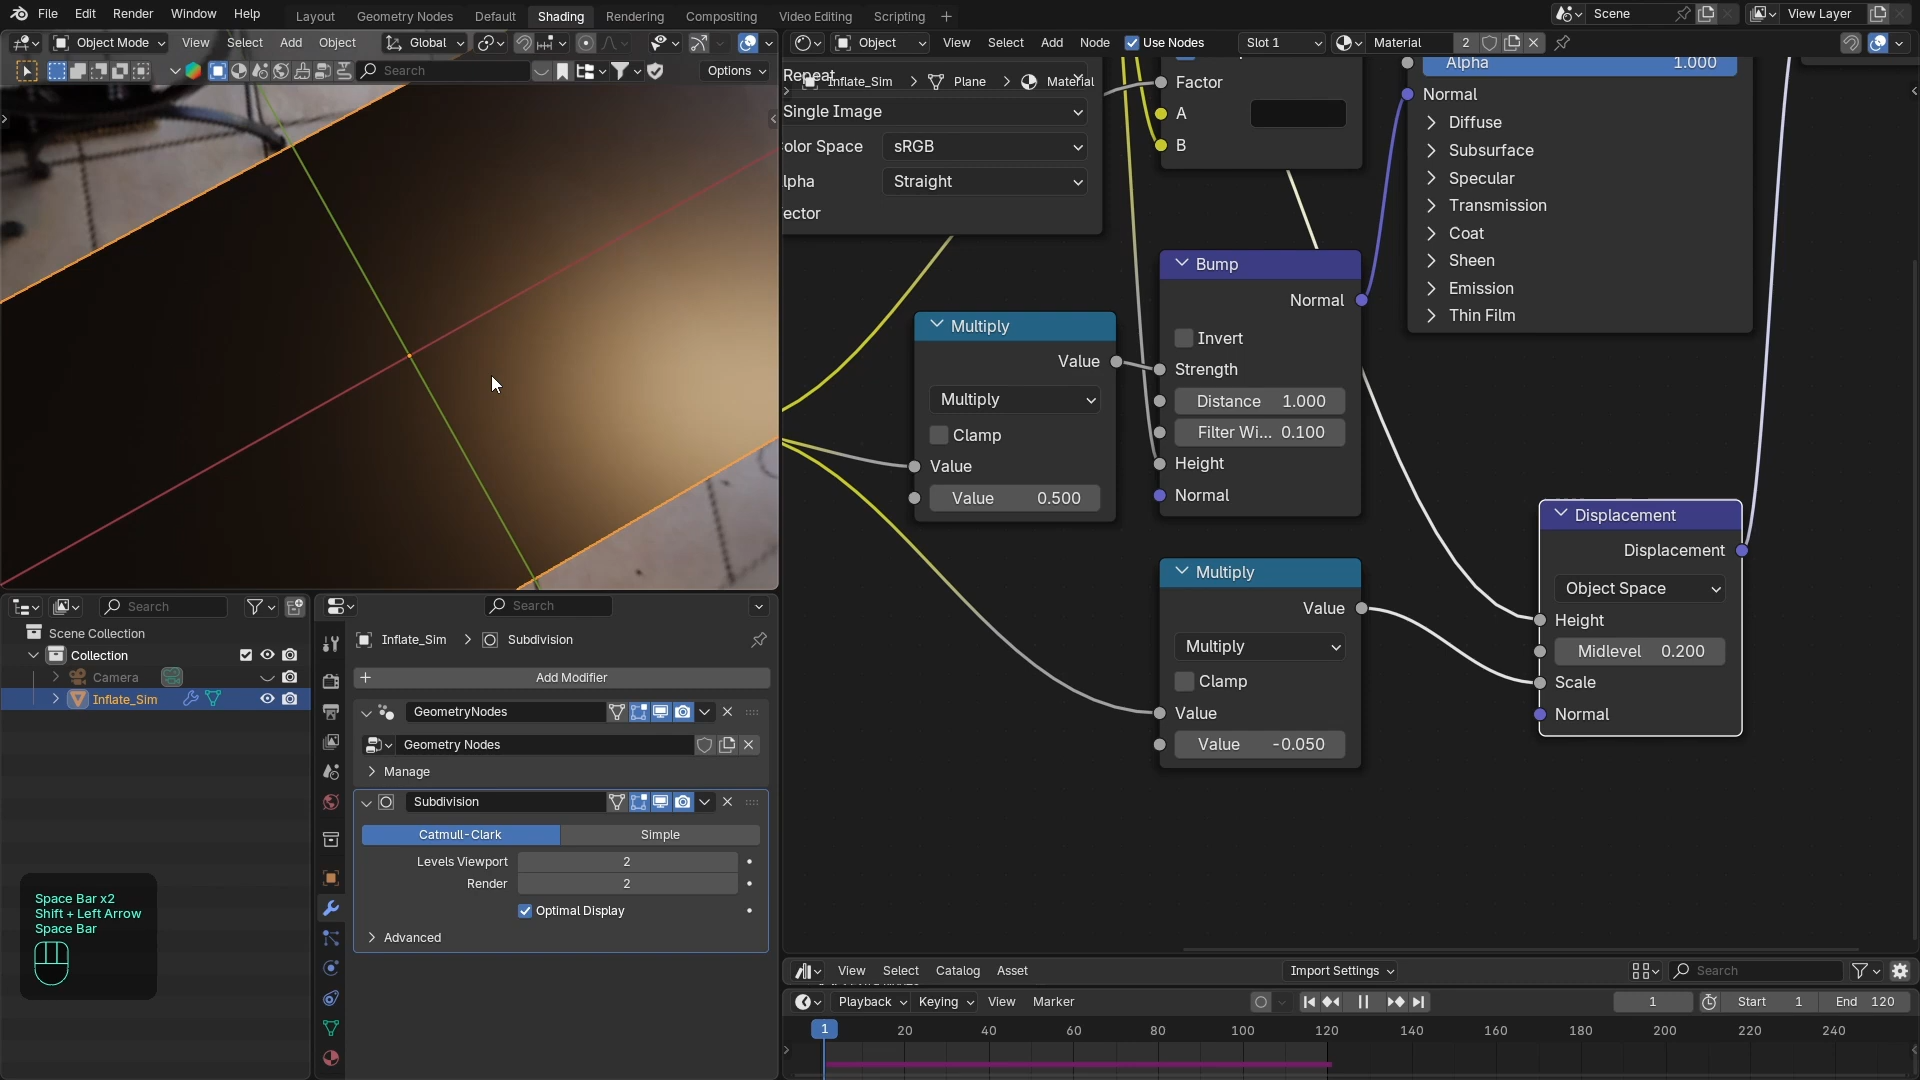 File Edit Render Window Help
Layout Geometry Nodes Default Shading Rendering Compositing Video Editing Scripting
Scene View Layer
Object Mode View Select Add Object Global
Object View Select Add Node Use Nodes Slot 1 Material 2
Search Options
Repeat
Inflate_Sim Plane Material
Single Image
olor Space sRGB
lpha Straight
ector
Factor
A
B
Alpha 1.000
Normal
Diffuse
Subsurface
Specular
Transmission
Coat
Sheen
Emission
Thin Film
Bump
Normal
Invert
Strength
Distance 1.000
Filter Wi... 0.100
Height
Normal
Multiply
Value
Multiply
Clamp
Value
Value 0.500
Multiply
Value
Multiply
Clamp
Value
Value -0.050
Displacement
Displacement
Object Space
Height
Midlevel 0.200
Scale
Normal
Search
Scene Collection
Collection
Camera
Inflate_Sim
Search
Inflate_Sim Subdivision
Add Modifier
GeometryNodes
Geometry Nodes
Manage
Subdivision
Catmull-Clark Simple
Levels Viewport 2
Render 2
Optimal Display
Advanced
Space Bar x2
Shift + Left Arrow
Space Bar
View Select Catalog Asset Import Settings Search
Playback Keying View Marker 1 Start 1 End 120
1 20 40 60 80 100 120 140 160 180 200 220 240